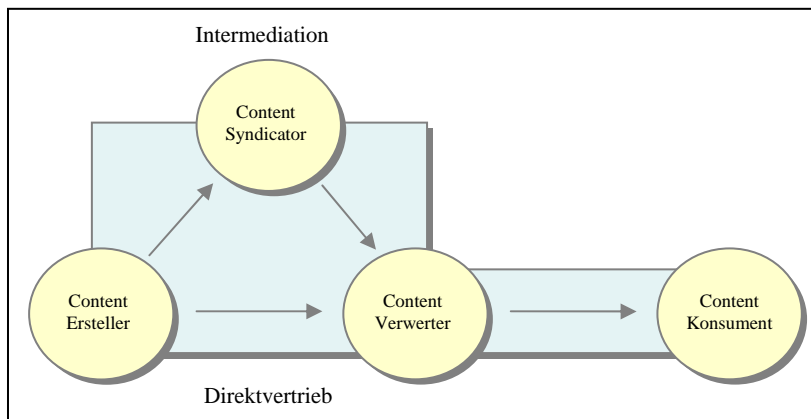 Intermediation
Content
Syndicator
Content
Ersteller
Content
Verwerter
Content
Konsument
Direktvertrieb